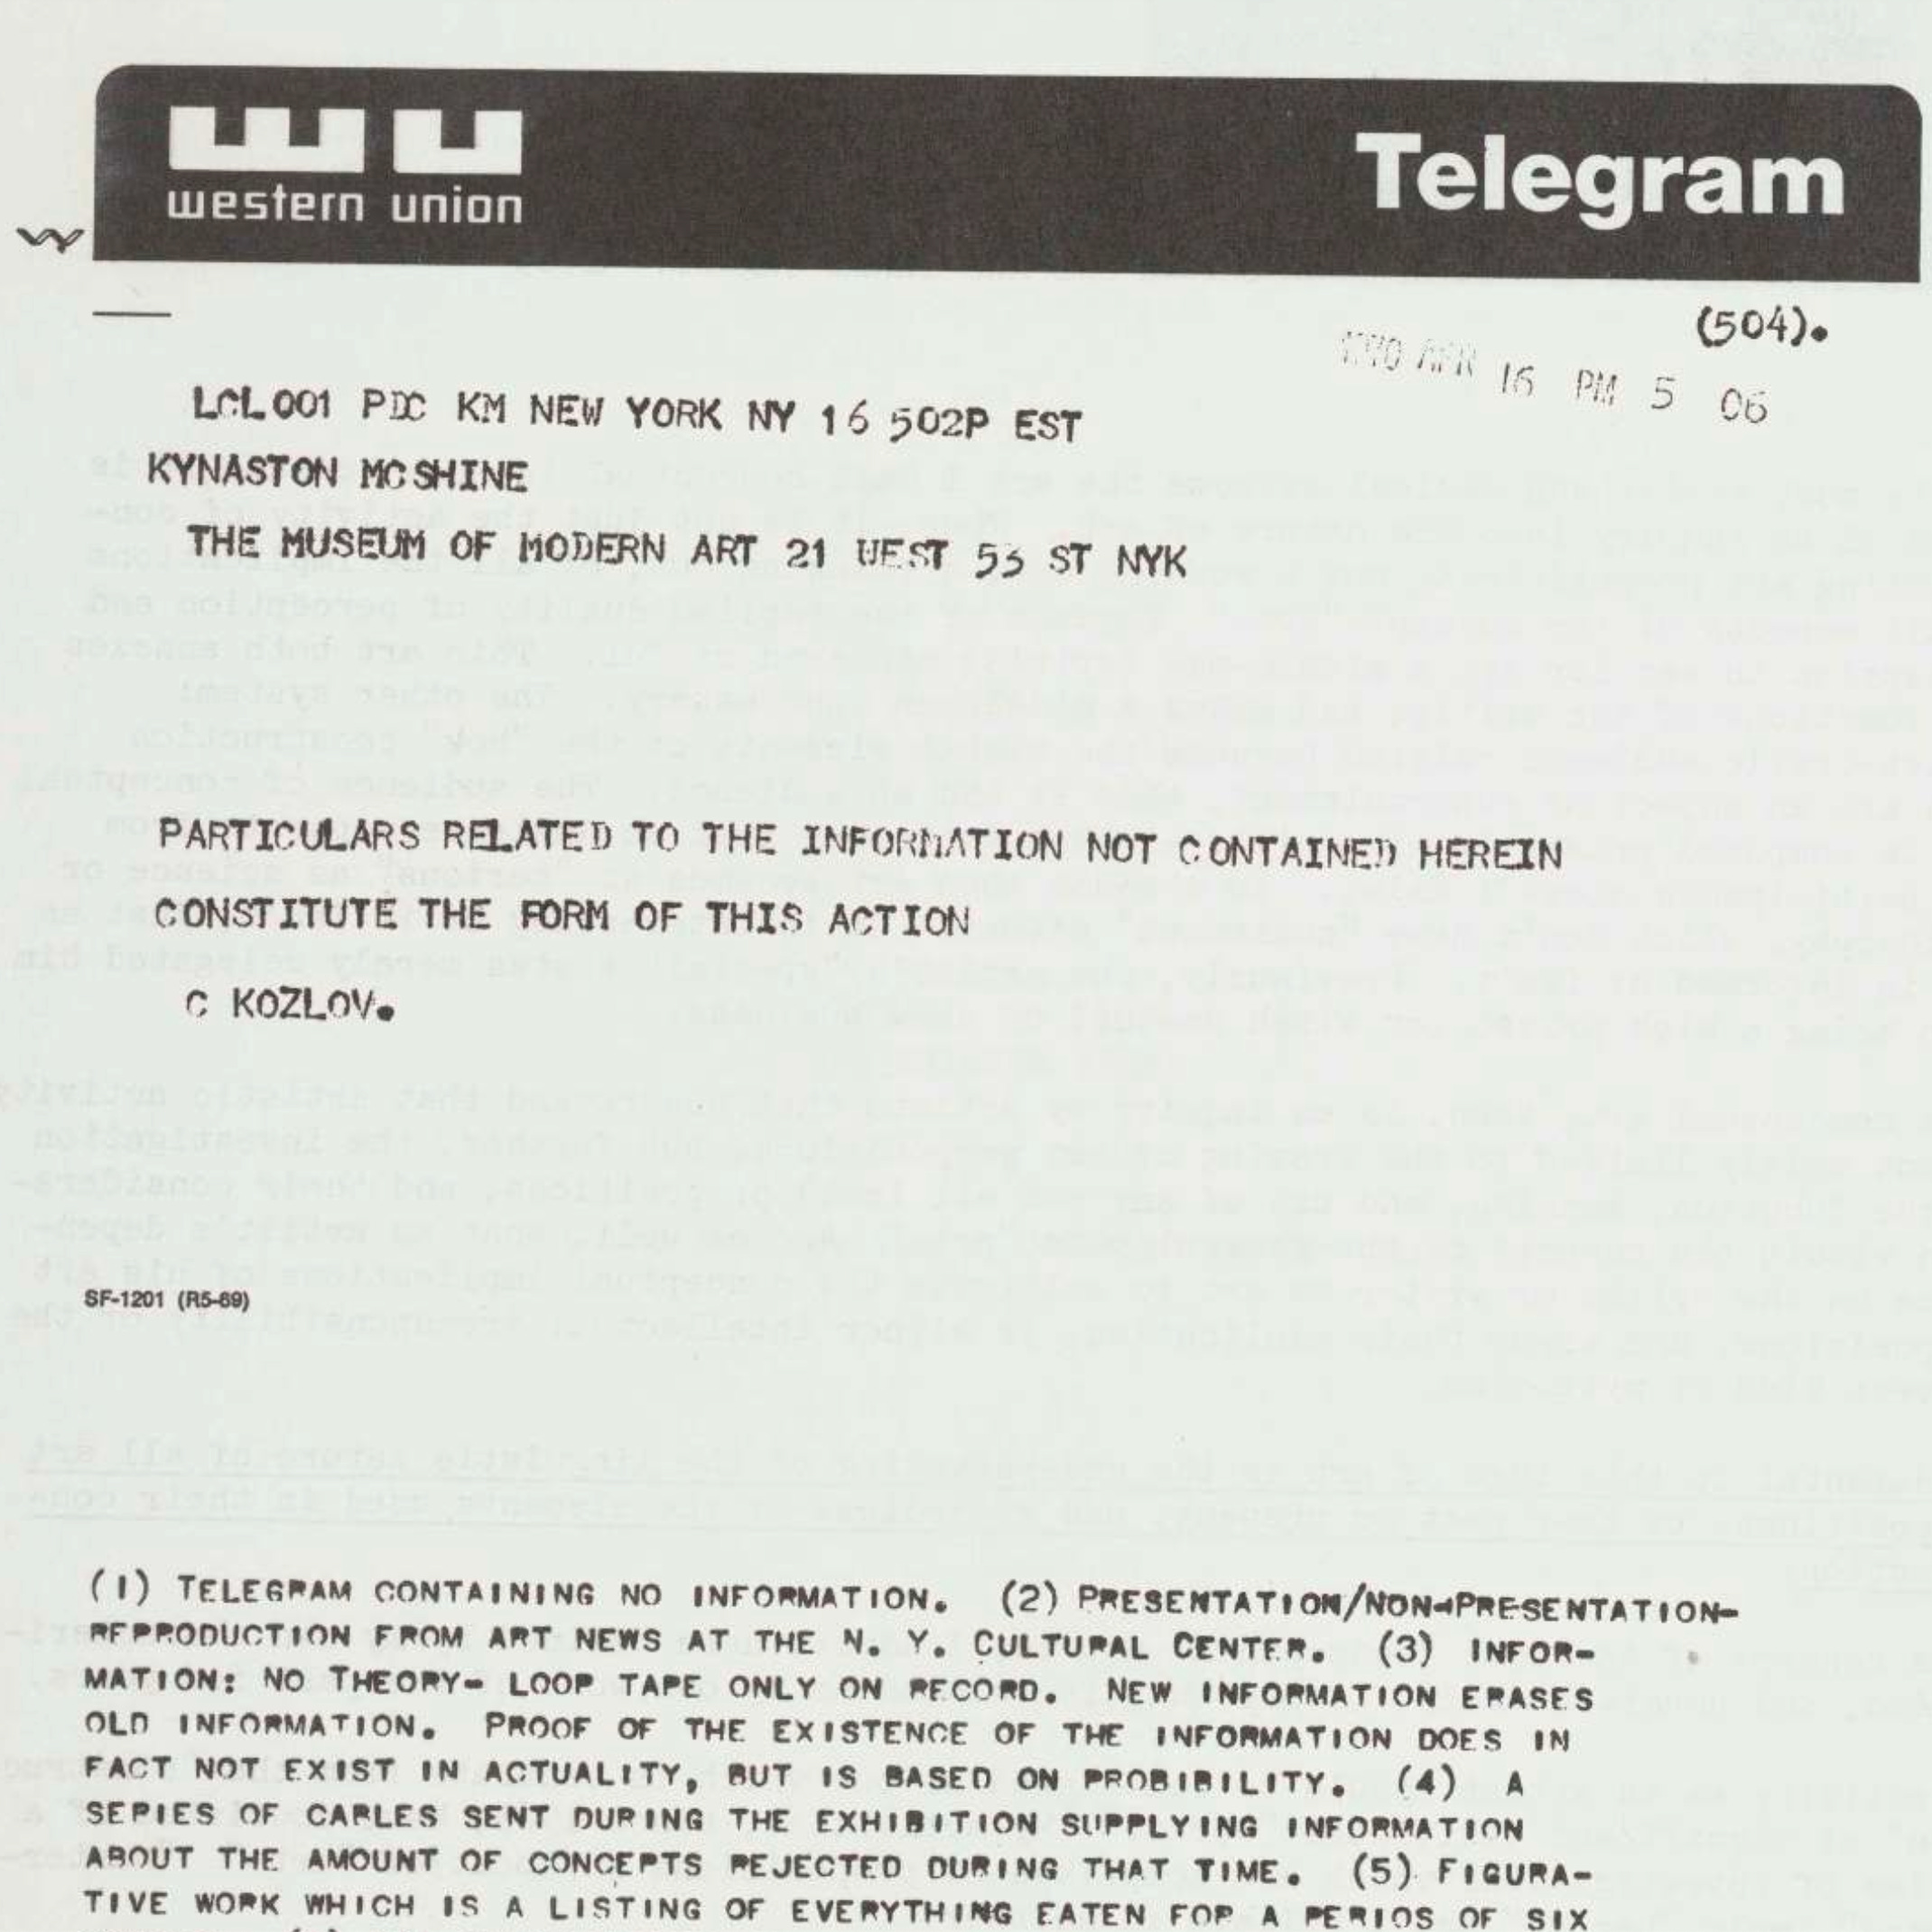 western union
Telegram
(504).
1970 APR 16 PM 5 06
LCL001 PDC KM NEW YORK NY 16 502P EST
KYNASTON MCSHINE
THE MUSEUM OF MODERN ART 21 WEST 53 ST NYK
PARTICULARS RELATED TO THE INFORMATION NOT CONTAINED HEREIN
CONSTITUTE THE FORM OF THIS ACTION
C KOZLOV.
SF-1201 (R5-69)
(1) TELEGRAM CONTAINING NO INFORMATION. (2) PRESENTATION/NON-PRESENTATION-
REPRODUCTION FROM ART NEWS AT THE N. Y. CULTURAL CENTER. (3) INFOR-
MATION: NO THEORY- LOOP TAPE ONLY ON RECORD. NEW INFORMATION ERASES
OLD INFORMATION. PROOF OF THE EXISTENCE OF THE INFORMATION DOES IN
FACT NOT EXIST IN ACTUALITY, BUT IS BASED ON PROBIBILITY. (4) A
SERIES OF CABLES SENT DURING THE EXHIBITION SUPPLYING INFORMATION
ABOUT THE AMOUNT OF CONCEPTS REJECTED DURING THAT TIME. (5) FIGURA-
TIVE WORK WHICH IS A LISTING OF EVERYTHING EATEN FOR A PERIOS OF SIX